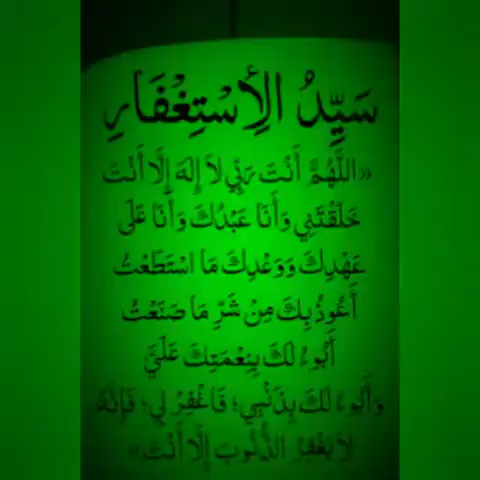 سَيِّدُ الِاسْتِغْفَارِ
«اللَّهُمَّ أَنْتَ رَبِّي لَا إِلَهَ إِلَّا أَنْتَ
خَلَقْتَنِي وَأَنَا عَبْدُكَ وَأَنَا عَلَى
عَهْدِكَ وَوَعْدِكَ مَا اسْتَطَعْتُ
أَعُوذُ بِكَ مِنْ شَرِّ مَا صَنَعْتُ
أَبُوءُ لَكَ بِنِعْمَتِكَ عَلَيَّ
وَأَبُوءُ لَكَ بِذَنْبِي؛ فَاغْفِرْ لِي؛ فَإِنَّهُ
لَا يَغْفِرُ الذُّنُوبَ إِلَّا أَنْتَ»